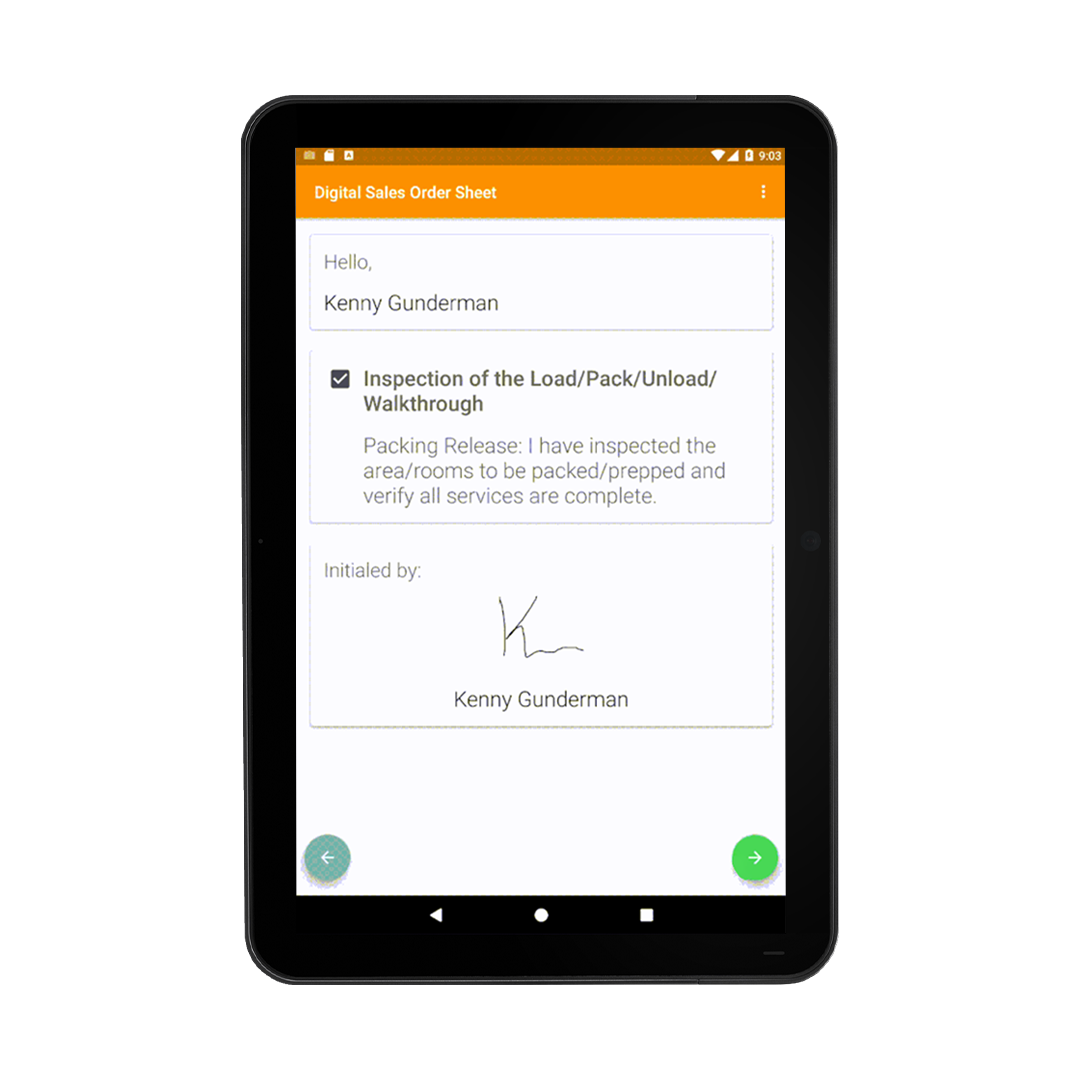 9:03
Digital Sales Order Sheet
Hello,
Kenny Gunderman
Inspection of the Load/Pack/Unload/
Walkthrough
Packing Release: I have inspected the
area/rooms to be packed/prepped and
verify all services are complete.
Initialed by:
K
Kenny Gunderman